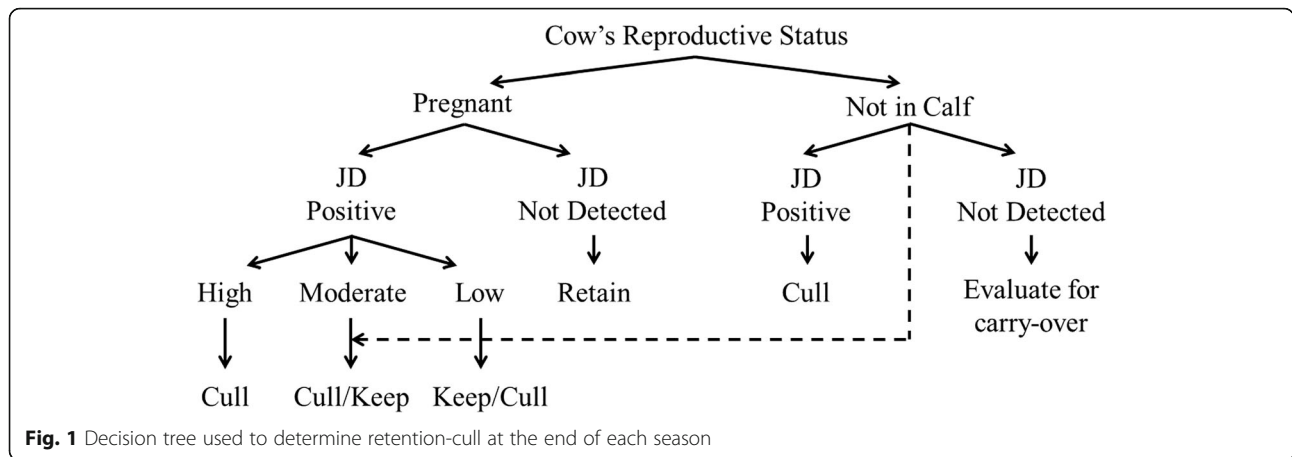 Cow's Reproductive Status
Pregnant
Not in Calf
JD
Positive
JD
Not Detected
JD
Positive
JD
Not Detected
High
Moderate
Low
Retain
Cull
Evaluate for
carry-over
Cull
Cull/Keep
Keep/Cull
Fig. 1 Decision tree used to determine retention-cull at the end of each season